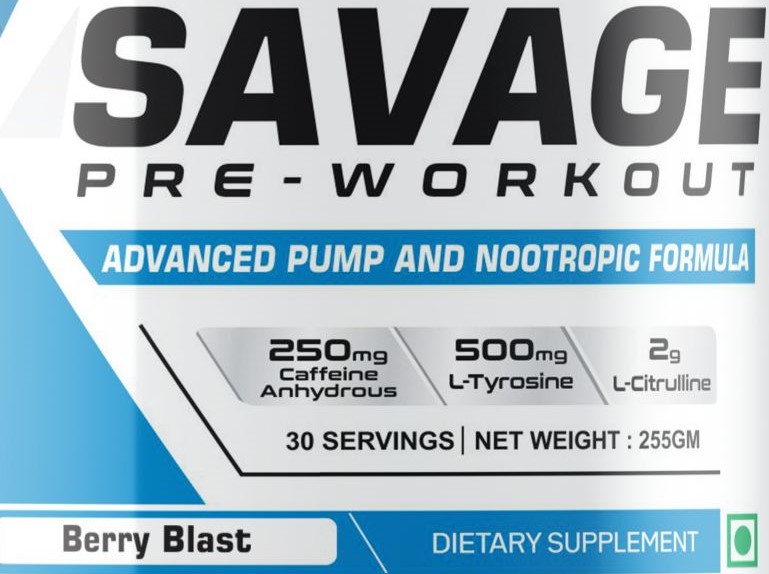 SAVAGE
PRE-WORKOUT
ADVANCED PUMP AND NOOTROPIC FORMULA
250mg Caffeine Anhydrous
500mg L-Tyrosine
2g L-Citrulline
30 SERVINGS | NET WEIGHT : 255GM
Berry Blast
DIETARY SUPPLEMENT